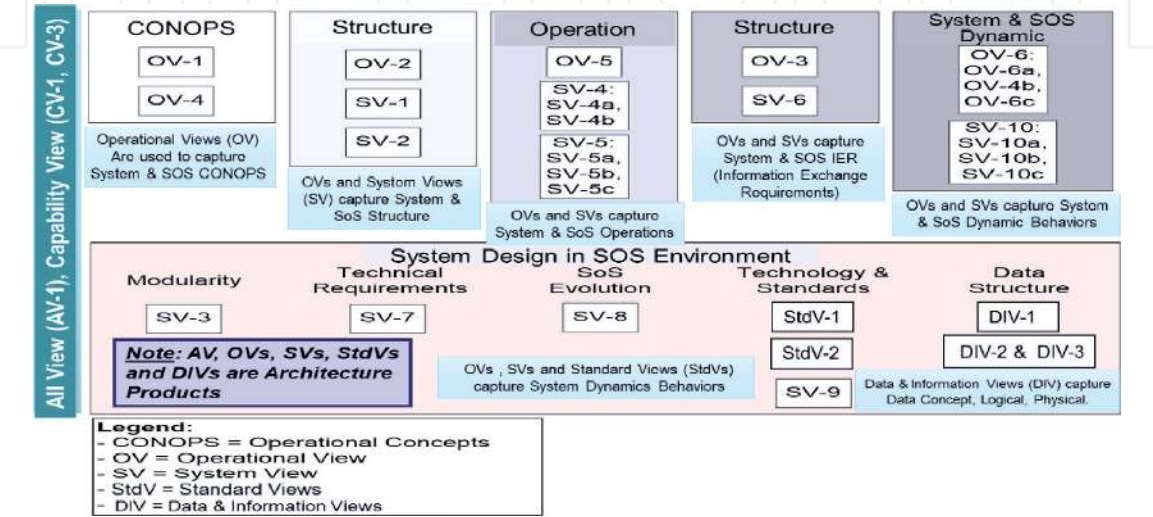 All View (AV-1), Capability View (CV-1, CV-3)
CONOPS
OV-1
OV-4
Operational Views (OV)
Are used to capture
System & SOS CONOPS
Structure
OV-2
SV-1
SV-2
OVs and System Views
(SV) capture System &
SoS Structure
Operation
OV-5
SV-4:
SV-4a,
SV-4b
SV-5:
SV-5a,
SV-5b,
SV-5c
OVs and SVs capture
System & SoS Operations
Structure
OV-3
SV-6
OVs and SVs capture
System & SOS IER
(Information Exchange
Requirements)
System & SOS
Dynamic
OV-6:
OV-6a,
OV-4b,
OV-6c
SV-10:
SV-10a,
SV-10b,
SV-10c
OVs and SVs capture System
& SoS Dynamic Behaviors
System Design in SOS Environment
Modularity
SV-3
Technical
Requirements
SV-7
SoS
Evolution
SV-8
Technology &
Standards
StdV-1
StdV-2
SV-9
Data
Structure
DIV-1
DIV-2 & DIV-3
Note: AV, OVs, SVs, StdVs
and DIVs are Architecture
Products
OVs , SVs and Standard Views (StdVs)
capture System Dynamics Behaviors
Data & Information Views (DIV) capture
Data Concept, Logical, Physical.
Legend:
- CONOPS = Operational Concepts
- OV = Operational View
- SV = System View
- StdV = Standard Views
- DIV = Data & Information Views